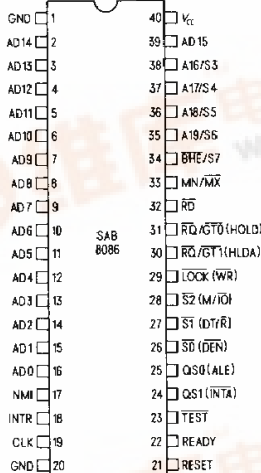 GND 1 40 VCC
AD14 2 39 AD15
AD13 3 38 A16/S3
AD12 4 37 A17/S4
AD11 5 36 A18/S5
AD10 6 35 A19/S6
AD9 7 34 BHE/S7
AD8 8 33 MN/MX
AD7 9 32 RD
AD6 10 31 RQ/GT0(HOLD)
AD5 11 30 RQ/GT1(HLDA)
SAB
8086
AD4 12 29 LOCK (WR)
AD3 13 28 S2 (M/IO)
AD2 14 27 S1 (DT/R)
AD1 15 26 S0 (DEN)
AD0 16 25 QS0(ALE)
NMI 17 24 QS1(INTA)
INTR 18 23 TEST
CLK 19 22 READY
GND 20 21 RESET